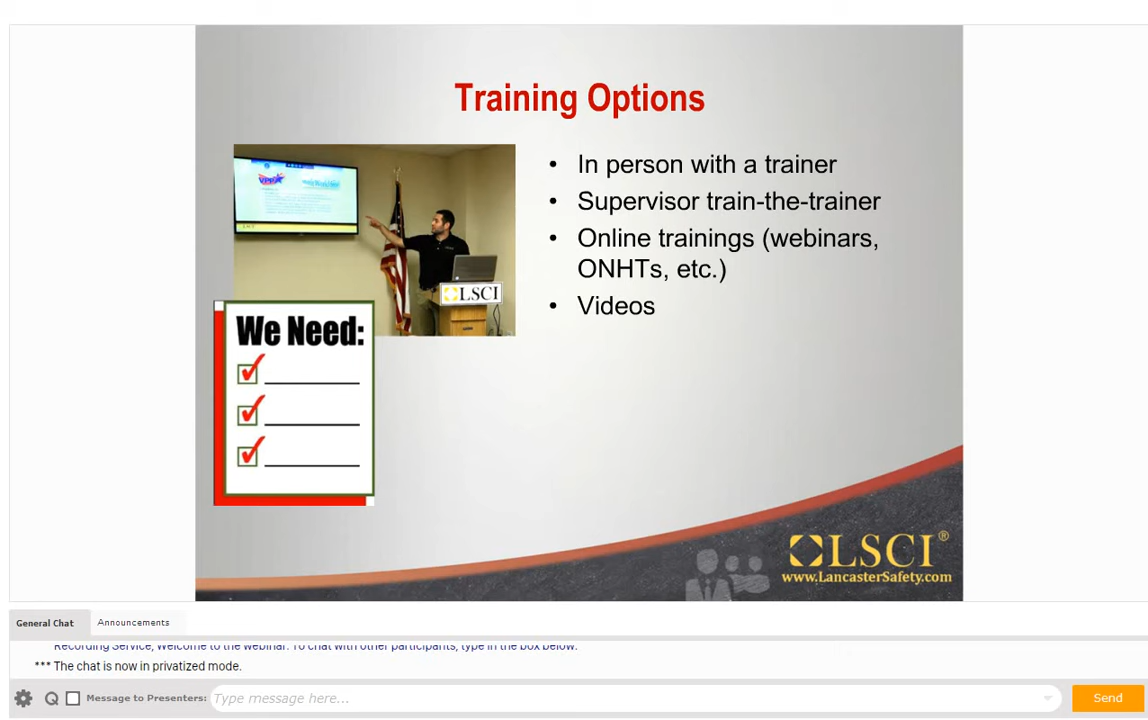 Training Options
VPP
LSCI
• In person with a trainer
• Supervisor train-the-trainer
• Online trainings (webinars,
ONHTs, etc.)
• Videos
We Need:
LSCI®
www.LancasterSafety.com
General Chat
Announcements
Recording Service, Welcome to the webinar. To chat with other participants, type in the box below.
*** The chat is now in privatized mode.
Message to Presenters:
Type message here...
Send